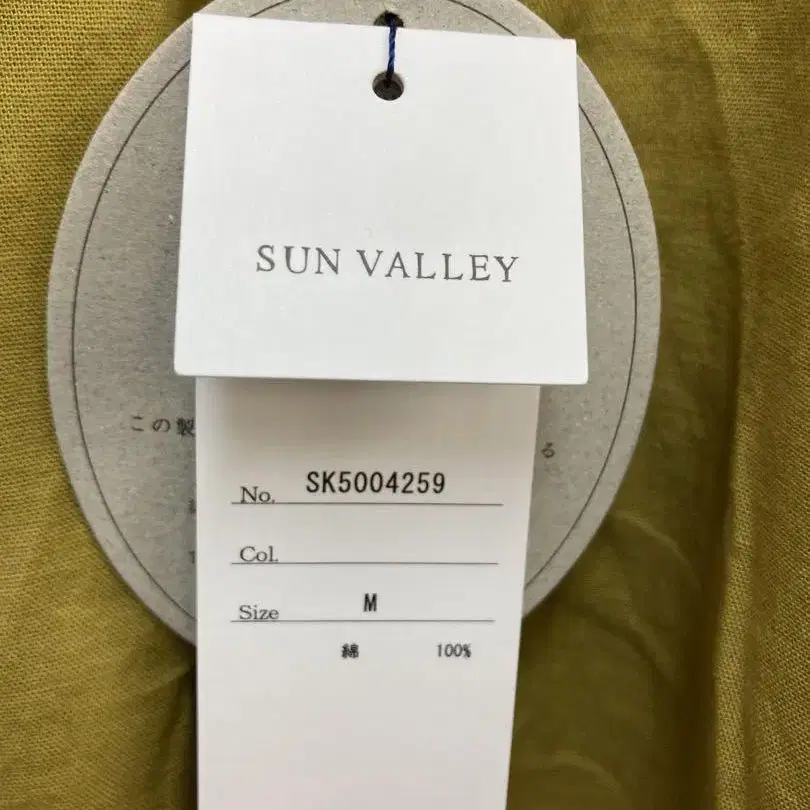 SUN VALLEY
この製
る
No. SK5004259
Col.
Size M
綿 100%